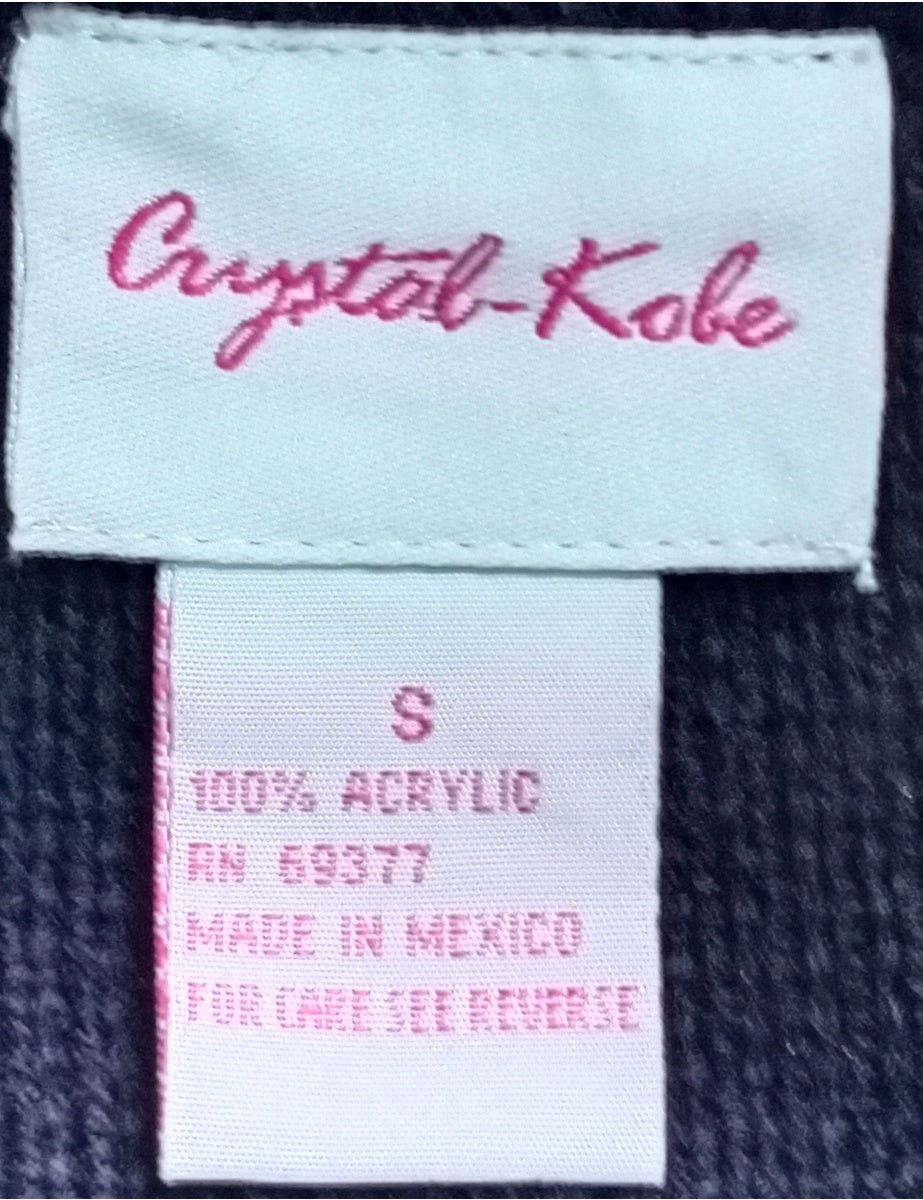 Crystal-Kobe
S
100% ACRYLIC
RN 69377
MADE IN MEXICO
FOR CARE SEE REVERSE